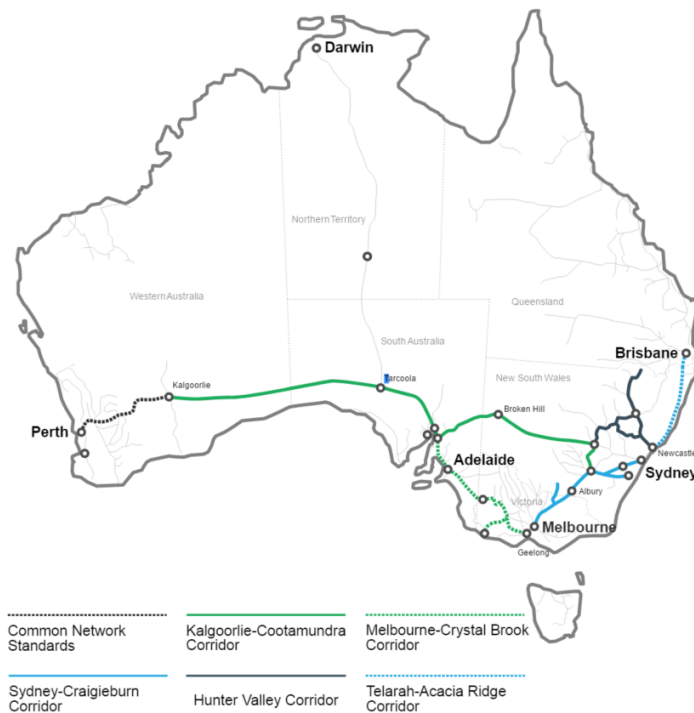 Darwin
Northern Territory
Western Australia
Queensland
South Australia
Brisbane
Tarcoola
New South Wales
Kalgoorlie
Broken Hill
Perth
Newcastle
Adelaide
Sydney
Albury
Victoria
Melbourne
Geelong
Common Network
Standards
Kalgoorlie-Cootamundra
Corridor
Melbourne-Crystal Brook
Corridor
Sydney-Craigieburn
Corridor
Hunter Valley Corridor
Telarah-Acacia Ridge
Corridor